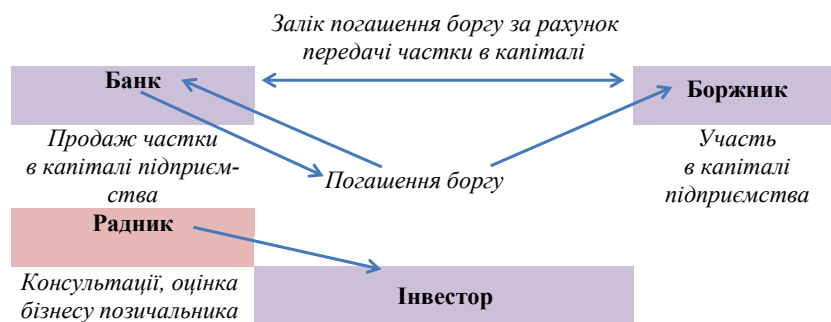 Залік погашення боргу за рахунок
передачі частки в капіталі
Банк
Боржник
Продаж частки
в капіталі підприєм-
ства
Погашення боргу
Участь
в капіталі
підприємства
Радник
Консультації, оцінка
бізнесу позичальника
Інвестор